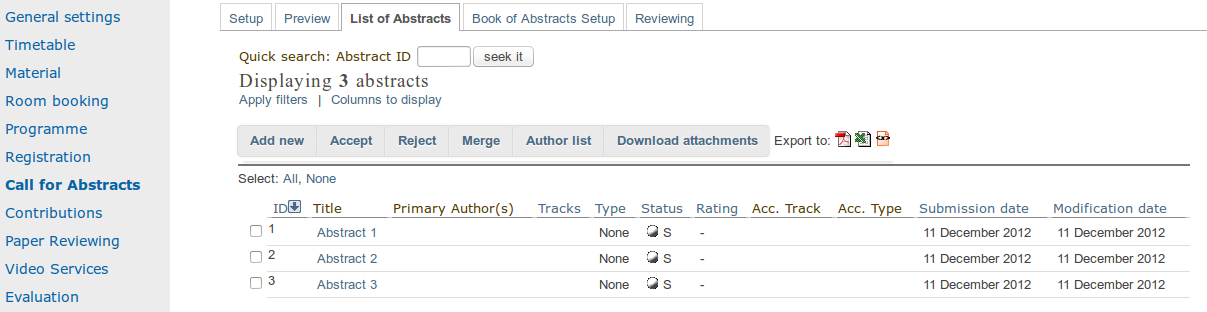 General settings
Timetable
Material
Room booking
Programme
Registration
Call for Abstracts
Contributions
Paper Reviewing
Video Services
Evaluation
Setup Preview List of Abstracts Book of Abstracts Setup Reviewing
Quick search: Abstract ID seek it
Displaying 3 abstracts
Apply filters | Columns to display
Add new Accept Reject Merge Author list Download attachments Export to:
Select: All, None
ID Title Primary Author(s) Tracks Type Status Rating Acc. Track Acc. Type Submission date Modification date
1 Abstract 1 None S - 11 December 2012 11 December 2012
2 Abstract 2 None S - 11 December 2012 11 December 2012
3 Abstract 3 None S - 11 December 2012 11 December 2012